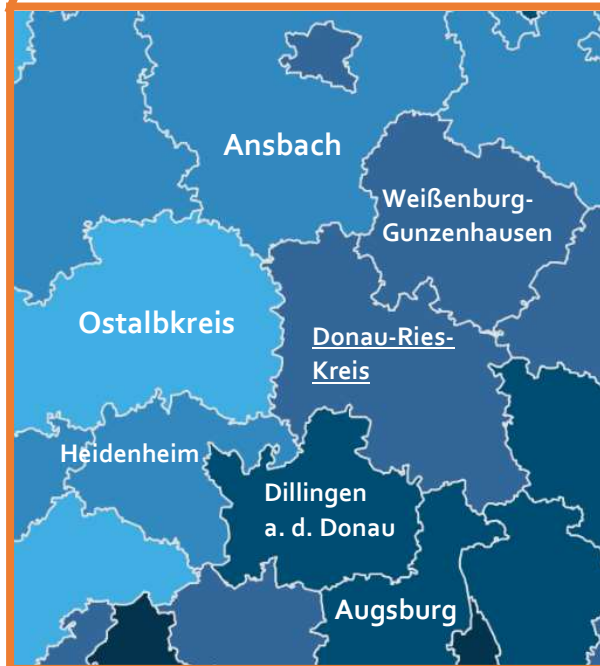 Ansbach
Weißenburg-
Gunzenhausen
Ostalbkreis
Donau-Ries-
Kreis
Heidenheim
Dillingen
a. d. Donau
Augsburg